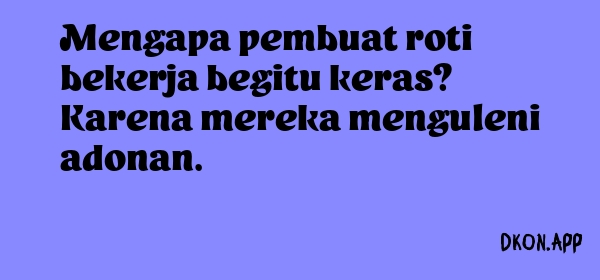 Mengapa pembuat roti
bekerja begitu keras?
Karena mereka menguleni
adonan.
DKON.APP